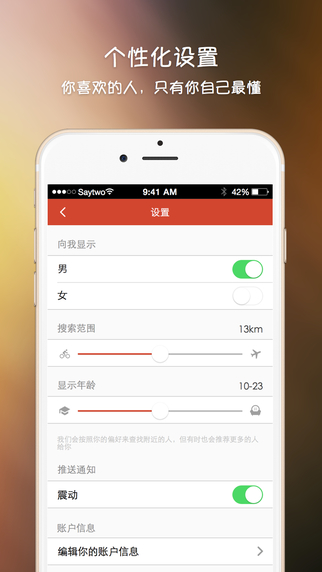 个性化设置
你喜欢的人，只有你自己最懂
Saytwo 9:41 AM 42%
设置
向我显示
男
女
搜索范围 13km
显示年龄 10-23
我们会按照你的偏好来做找附近的人。但有时也会推荐更多的人
给你
推送通知
震动
账户信息
编辑你的账户信息